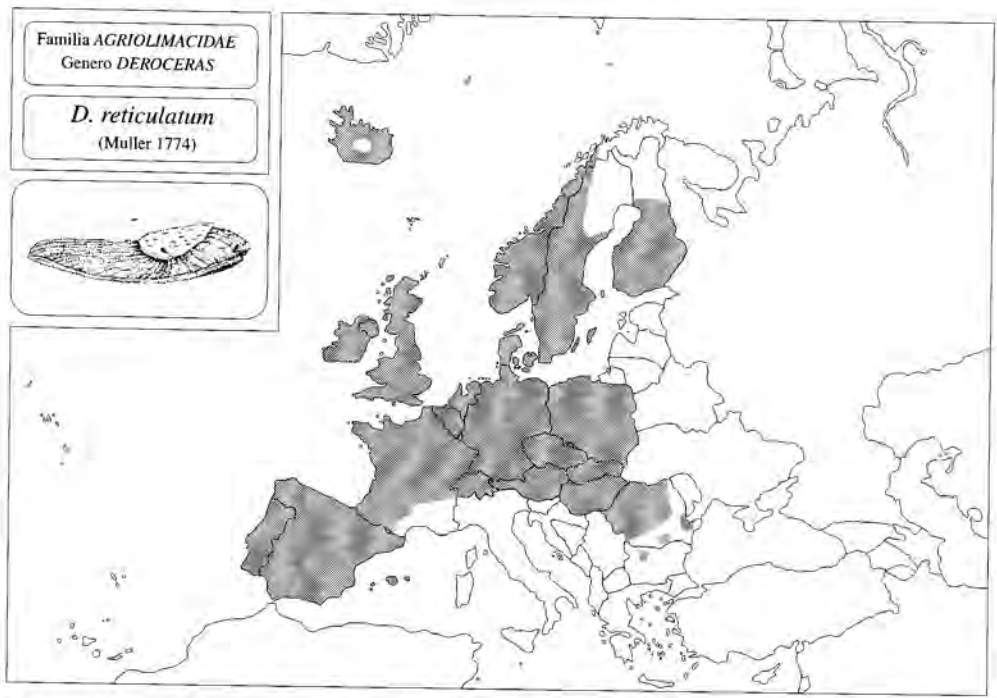 Familia AGRIOLIMACIDAE
Genero DEROCERAS
D. reticulatum
(Muller 1774)